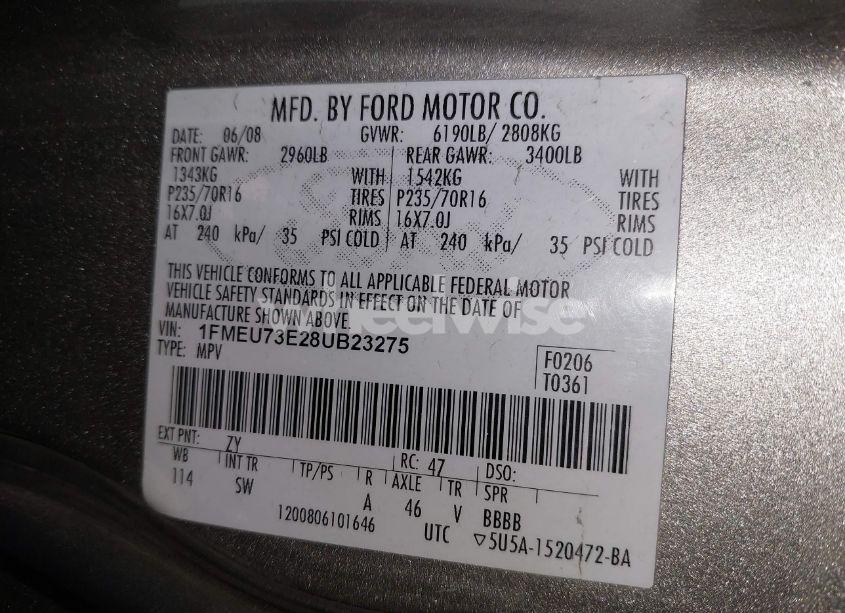 MFD. BY FORD MOTOR CO.
DATE: 06/08 GVWR: 6190LB/ 2808KG
FRONT GAWR: 2960LB REAR GAWR: 3400LB
1343KG WITH 1542KG WITH
P235/70R16 TIRES P235/70R16 TIRES
16X7.0J RIMS 16X7.0J RIMS
AT 240 kPa/ 35 PSI COLD AT 240 kPa/ 35 PSI COLD
THIS VEHICLE CONFORMS TO ALL APPLICABLE FEDERAL MOTOR
VEHICLE SAFETY STANDARDS IN EFFECT ON THE DATE OF
MANUFACTURE SHOWN ABOVE.
wheelwise
VIN: 1FMEU73E28UB23275
TYPE: MPV
F0206
T0361
EXT PNT: ZY RC: 47 DSO:
WB INT TR TP/PS R AXLE TR SPR
114 SW A 46 V BBBB
1200806101646 UTC ▽5U5A-1520472-BA